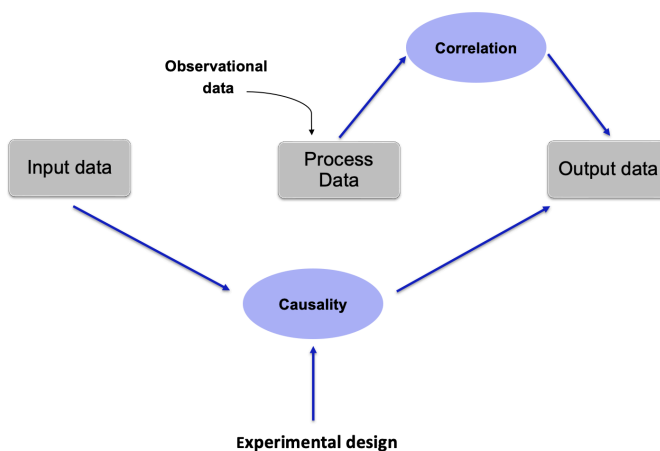 Correlation
Observational
data
Input data
Process
Data
Output data
Causality
Experimental design